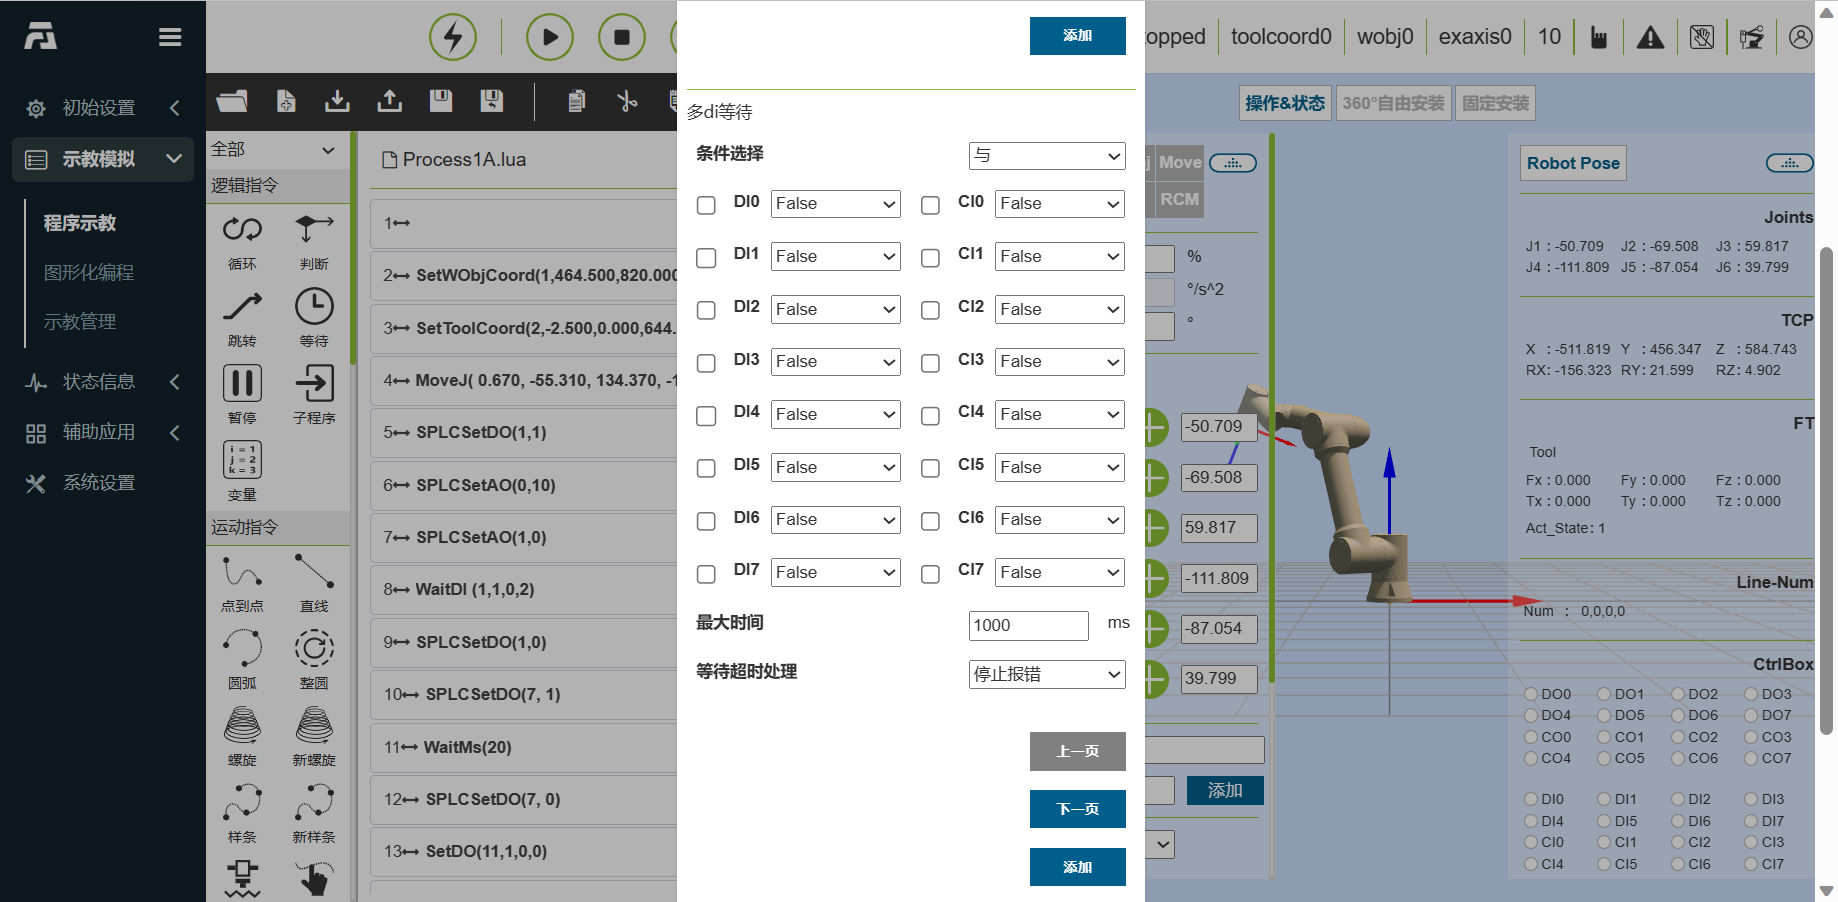 添加
topped
toolcoord0
wobj0
exaxis0
10
初始设置
示教模拟
程序示教
图形化编程
示教管理
状态信息
辅助应用
系统设置
全部
逻辑指令
循环
判断
跳转
等待
暂停
子程序
i = 1
j = 2
k = 3
变量
运动指令
点到点
直线
圆弧
整圆
螺旋
新螺旋
样条
新样条
Process1A.lua
1
2 SetWObjCoord(1,464.500,820.000
3 SetToolCoord(2,-2.500,0.000,644.
4 MoveJ( 0.670, -55.310, 134.370, -1
5 SPLCSetDO(1,1)
6 SPLCSetAO(0,10)
7 SPLCSetAO(1,0)
8 WaitDI (1,1,0,2)
9 SPLCSetDO(1,0)
10 SPLCSetDO(7, 1)
11 WaitMs(20)
12 SPLCSetDO(7, 0)
13 SetDO(11,1,0,0)
多di等待
条件选择 与
DI0 False CI0 False
DI1 False CI1 False
DI2 False CI2 False
DI3 False CI3 False
DI4 False CI4 False
DI5 False CI5 False
DI6 False CI6 False
DI7 False CI7 False
最大时间 1000 ms
等待超时处理 停止报错
上一页
下一页
添加
操作&状态 360°自由安装 固定安装
Move
RCM
%
°/s^2
°
-50.709
-69.508
59.817
-111.809
-87.054
39.799
添加
Robot Pose
Joints
J1 : -50.709 J2 : -69.508 J3 : 59.817
J4 : -111.809 J5 : -87.054 J6 : 39.799
TCP
X : -511.819 Y : 456.347 Z : 584.743
RX: -156.323 RY: 21.599 RZ: 4.902
FT
Tool
Fx : 0.000 Fy : 0.000 Fz : 0.000
Tx : 0.000 Ty : 0.000 Tz : 0.000
Act_State: 1
Line-Num
Num : 0,0,0,0
CtrlBox
DO0 DO1 DO2 DO3
DO4 DO5 DO6 DO7
CO0 CO1 CO2 CO3
CO4 CO5 CO6 CO7
DI0 DI1 DI2 DI3
DI4 DI5 DI6 DI7
CI0 CI1 CI2 CI3
CI4 CI5 CI6 CI7